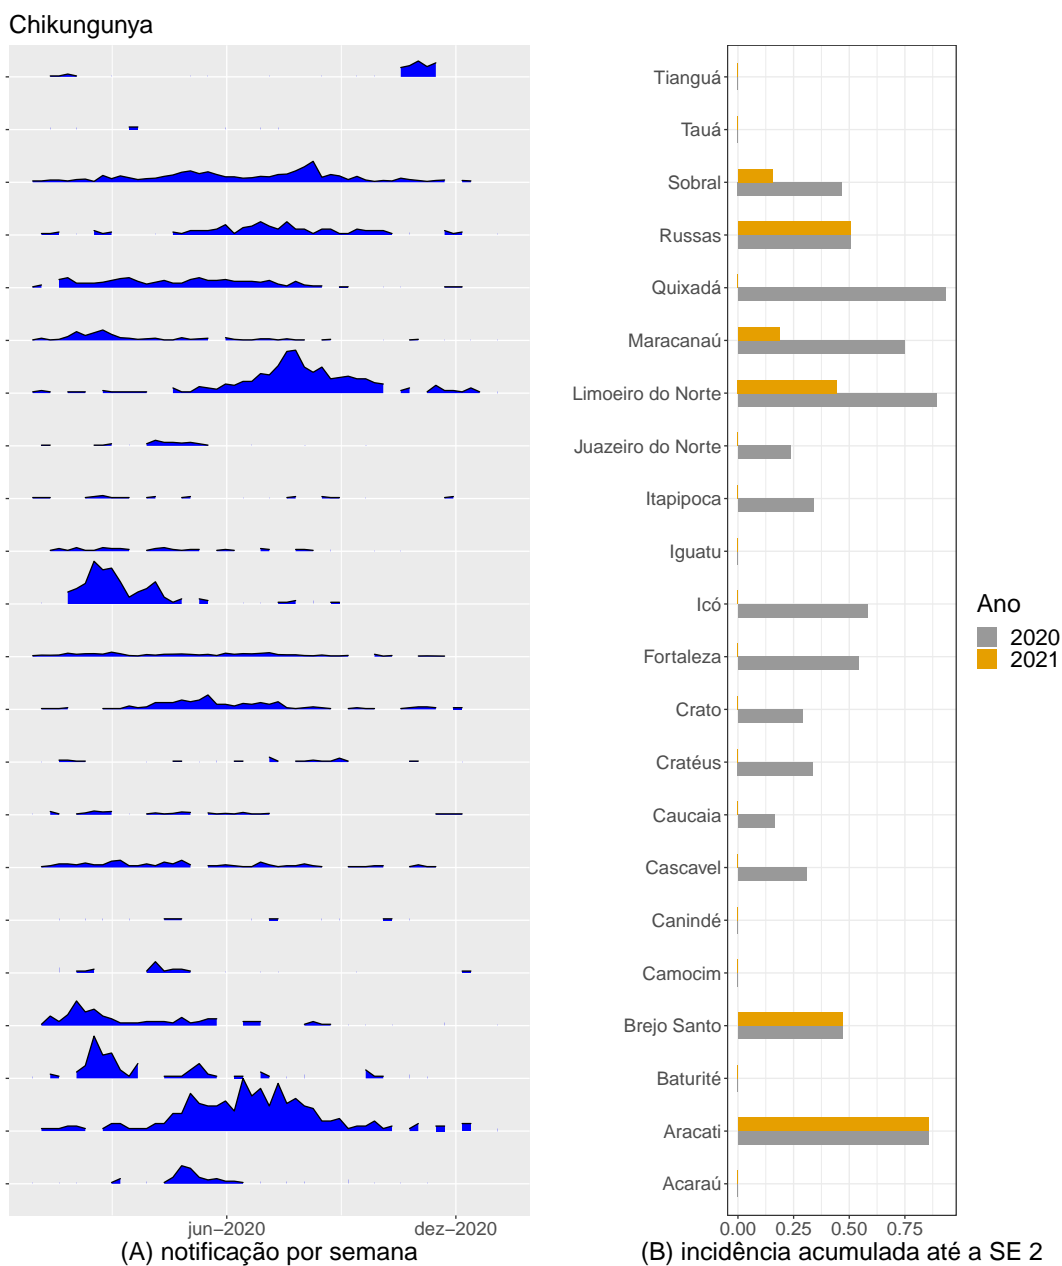 Chikungunya
Tianguá
Tauá
Sobral
Russas
Quixadá
Maracanaú
Limoeiro do Norte
Juazeiro do Norte
Itapipoca
Iguatu
Icó
Fortaleza
Crato
Cratéus
Caucaia
Cascavel
Canindé
Camocim
Brejo Santo
Baturité
Aracati
Acaraú
Ano
2020
2021
jun−2020 dez−2020
0.00 0.25 0.50 0.75
(A) notificação por semana
(B) incidência acumulada até a SE 2